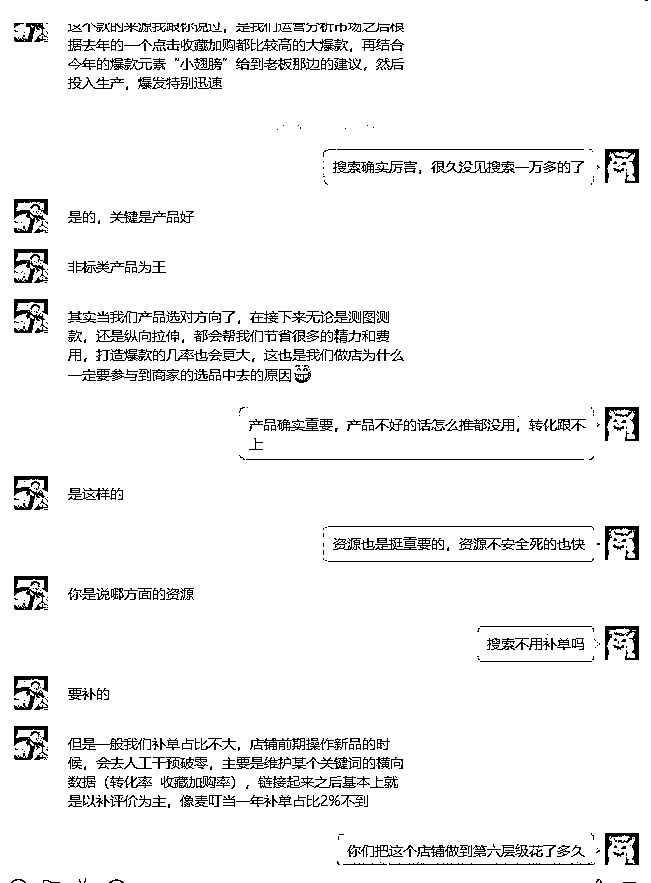 这个款的来源我跟你说过，是我们运营分析市场之后根
据去年的一个点击收藏加购都比较高的大爆款，再结合
今年的爆款元素“小翅膀”给到老板那边的建议，然后
投入生产，爆发特别迅速
搜索确实厉害，很久没见搜索一万多的了
是的，关键是产品好
非标类产品为王
其实当我们产品选对方向了，在接下来无论是测图测
款，还是纵向拉伸，都会帮我们节省很多的精力和费
用，打造爆款的几率也会更大，这也是我们做店为什么
一定要参与到商家的选品中去的原因😁
产品确实重要，产品不好的话怎么推都没用，转化跟不
上
是这样的
资源也是挺重要的，资源不安全死的也快
你是说哪方面的资源
搜索不用补单吗
要补的
但是一般我们补单占比不大，店铺前期操作新品的时
候，会去人工干预破零，主要是维护某个关键词的横向
数据（转化率 收藏加购率），链接起来之后基本上就
是以补评价为主，像麦叮当一年补单占比2%不到
你们把这个店铺做到第六层级花了多久